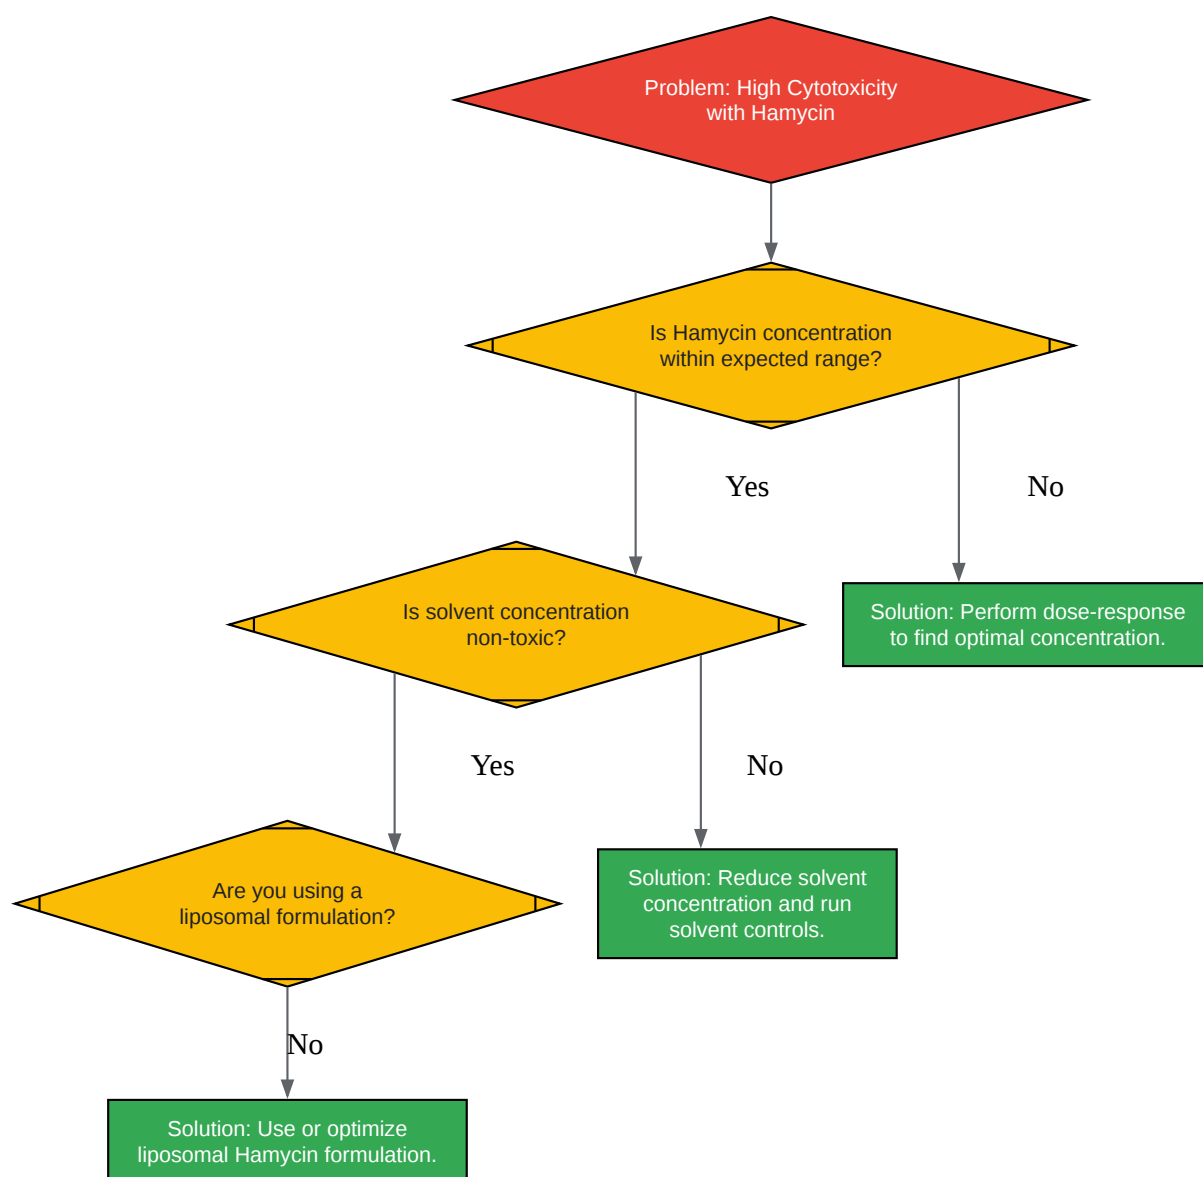 Problem: High Cytotoxicity
with Hamycin
Is Hamycin concentration
within expected range?
Yes
No
Is solvent concentration
non-toxic?
Solution: Perform dose-response
to find optimal concentration.
Yes
No
Are you using a
liposomal formulation?
Solution: Reduce solvent
concentration and run
solvent controls.
No
Solution: Use or optimize
liposomal Hamycin formulation.